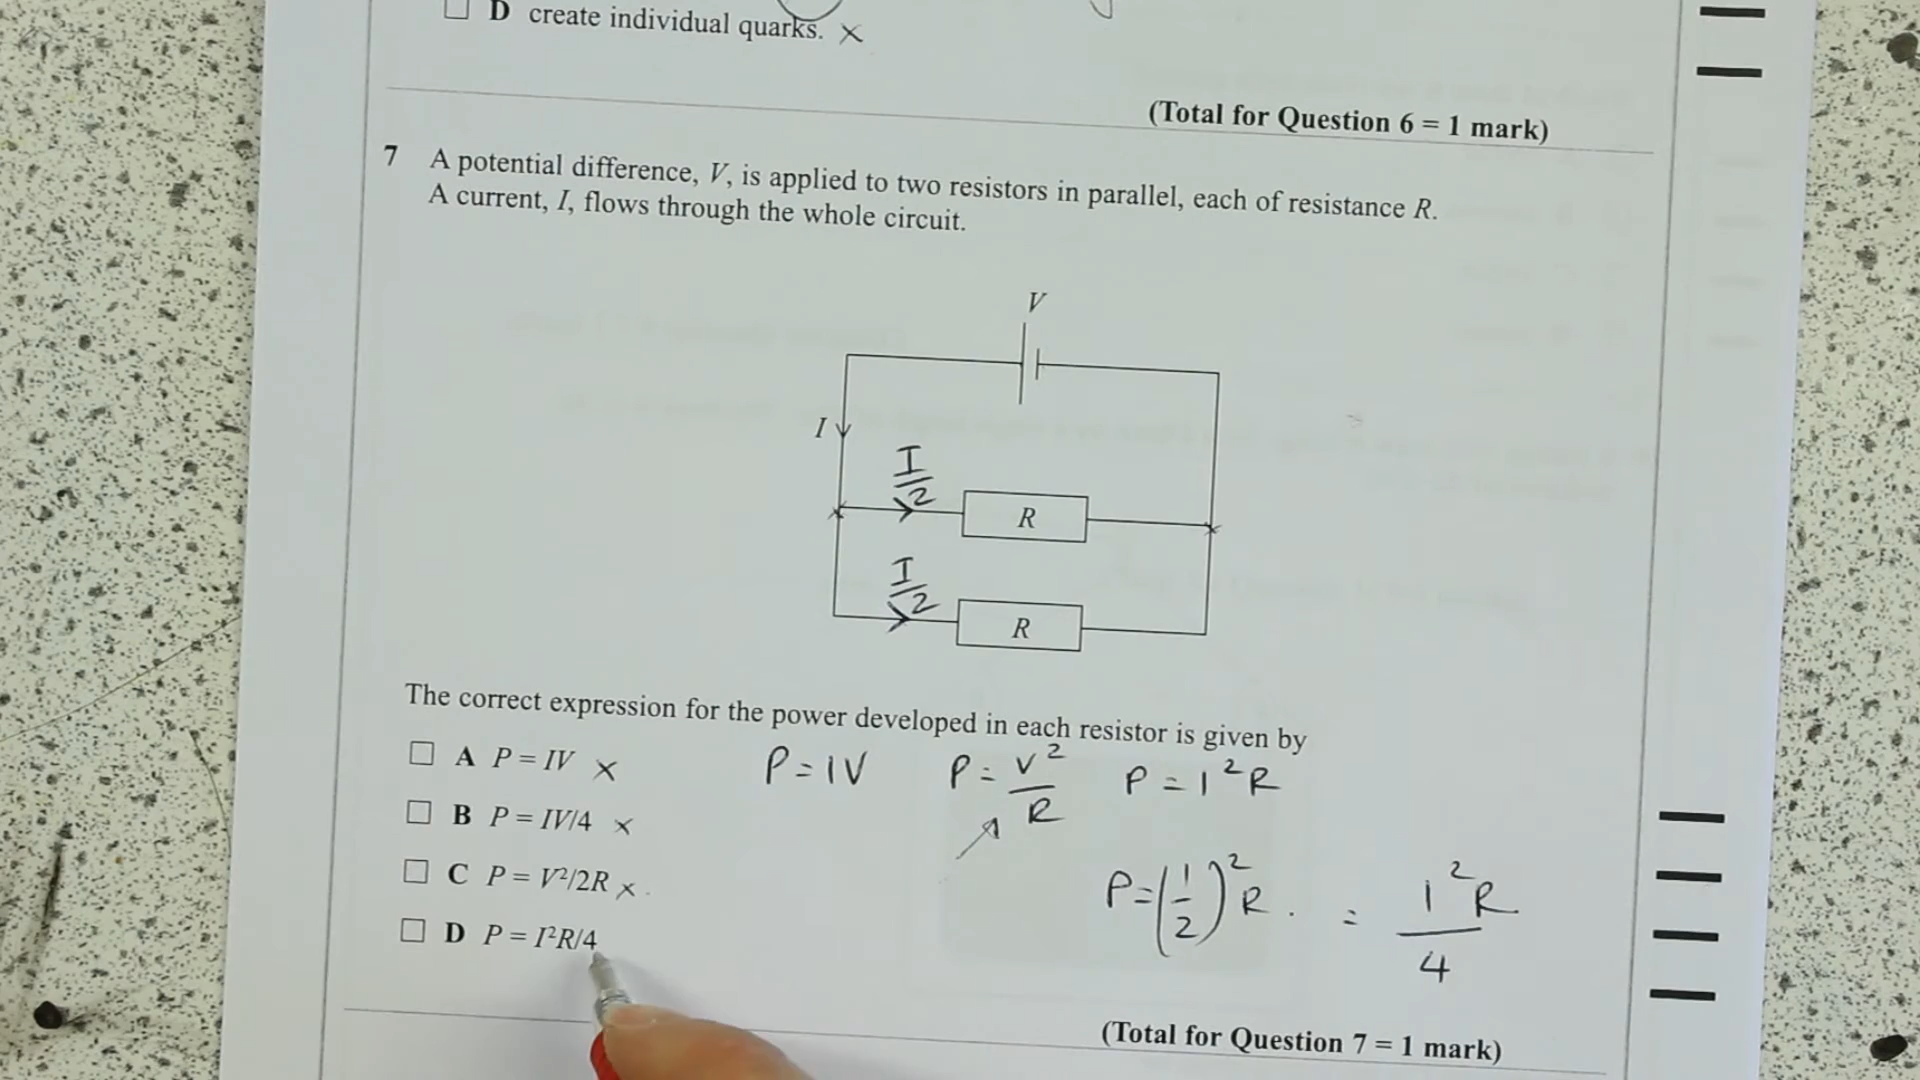 D create individual quarks. ×
(Total for Question 6 = 1 mark)
7 A potential difference, V, is applied to two resistors in parallel, each of resistance R.
A current, I, flows through the whole circuit.
V
I
I/2
R
I/2
R
The correct expression for the power developed in each resistor is given by
A P = IV ×
P = IV P = V²/R P = I²R
B P = IV/4 ×
C P = V²/2R ×
P = (I/2)²R. = I²R/4
D P = I²R/4
(Total for Question 7 = 1 mark)